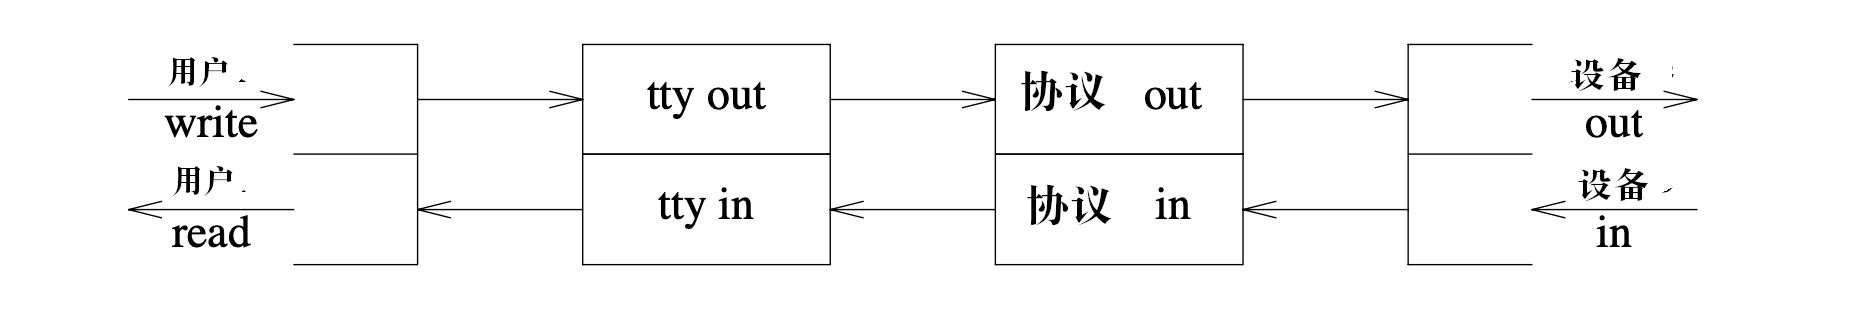 用户
write
tty out
协议 out
设备
out
用户
read
tty in
协议 in
设备
in